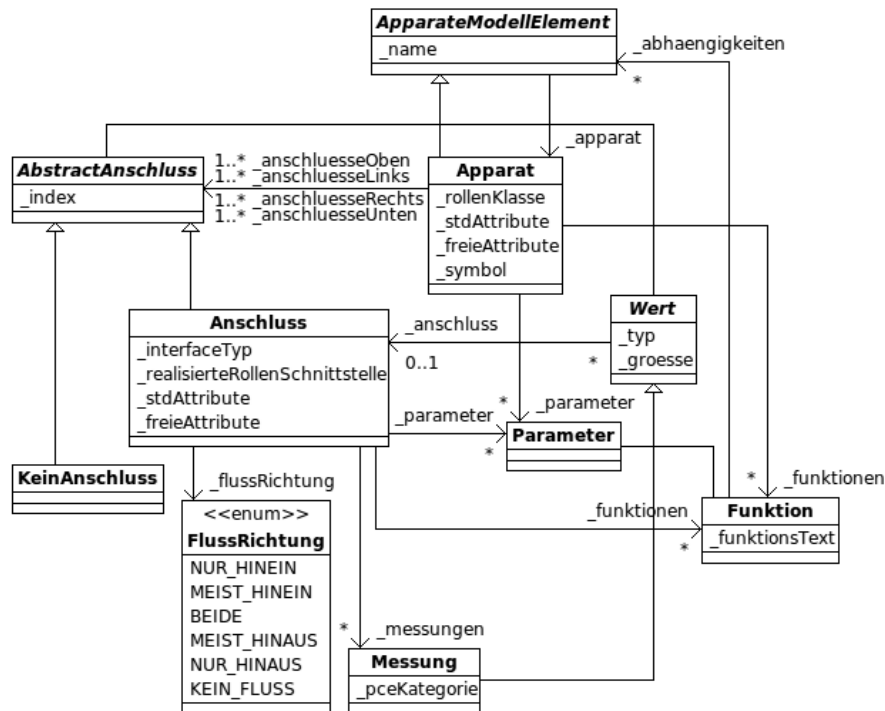 ApparateModellElement
_name
_abhaengigkeiten
*
_apparat
AbstractAnschluss
_index
1..* _anschluesseOben
1..* _anschluesseLinks
1..* _anschluesseRechts
1..* _anschluesseUnten
Apparat
_rollenKlasse
_stdAttribute
_freieAttribute
_symbol
Anschluss
_interfaceTyp
_realisierteRollenSchnittstelle
_stdAttribute
_freieAttribute
_anschluss
0..1
*
Wert
_typ
_groesse
* _parameter
_parameter
*
Parameter
KeinAnschluss
_flussRichtung
* _funktionen
_funktionen
*
Funktion
_funktionsText
<<enum>>
FlussRichtung
NUR_HINEIN
MEIST_HINEIN
BEIDE
MEIST_HINAUS
NUR_HINAUS
KEIN_FLUSS
* _messungen
Messung
_pceKategorie